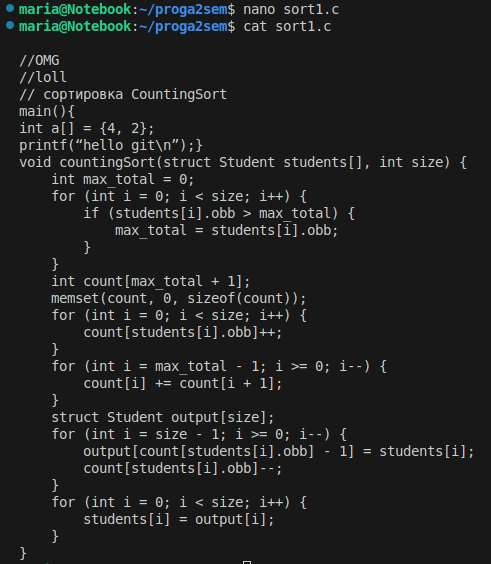 maria@Notebook:~/proga2sem$ nano sort1.c
maria@Notebook:~/proga2sem$ cat sort1.c

//OMG
//loll
// сортировка CountingSort
main(){
int a[] = {4, 2};
printf(“hello git\n”);}
void countingSort(struct Student students[], int size) {
    int max_total = 0;
    for (int i = 0; i < size; i++) {
        if (students[i].obb > max_total) {
            max_total = students[i].obb;
        }
    }
    int count[max_total + 1];
    memset(count, 0, sizeof(count));
    for (int i = 0; i < size; i++) {
        count[students[i].obb]++;
    }
    for (int i = max_total - 1; i >= 0; i--) {
        count[i] += count[i + 1];
    }
    struct Student output[size];
    for (int i = size - 1; i >= 0; i--) {
        output[count[students[i].obb] - 1] = students[i];
        count[students[i].obb]--;
    }
    for (int i = 0; i < size; i++) {
        students[i] = output[i];
    }
}